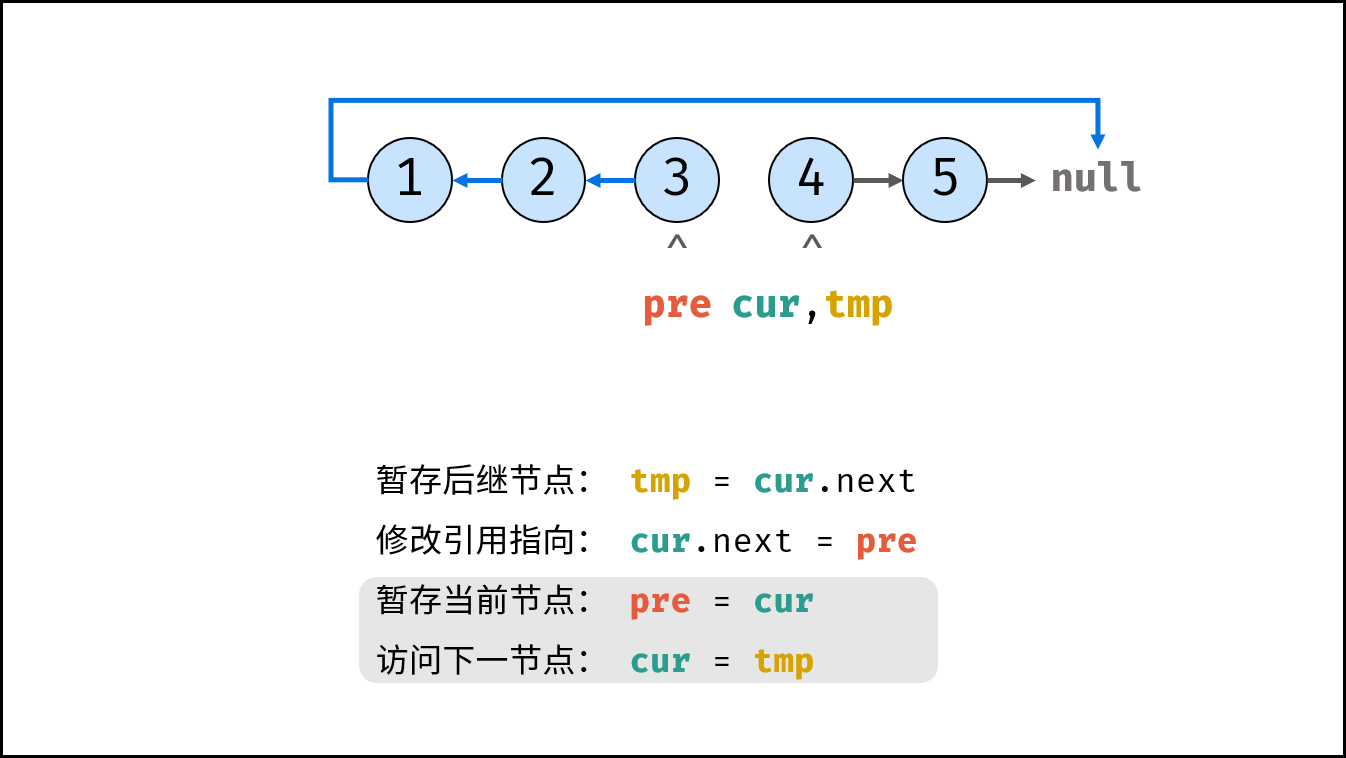 1 2 3 4 5 null
^ ^
pre cur,tmp
暂存后继节点： tmp = cur.next
修改引用指向： cur.next = pre
暂存当前节点： pre = cur
访问下一节点： cur = tmp